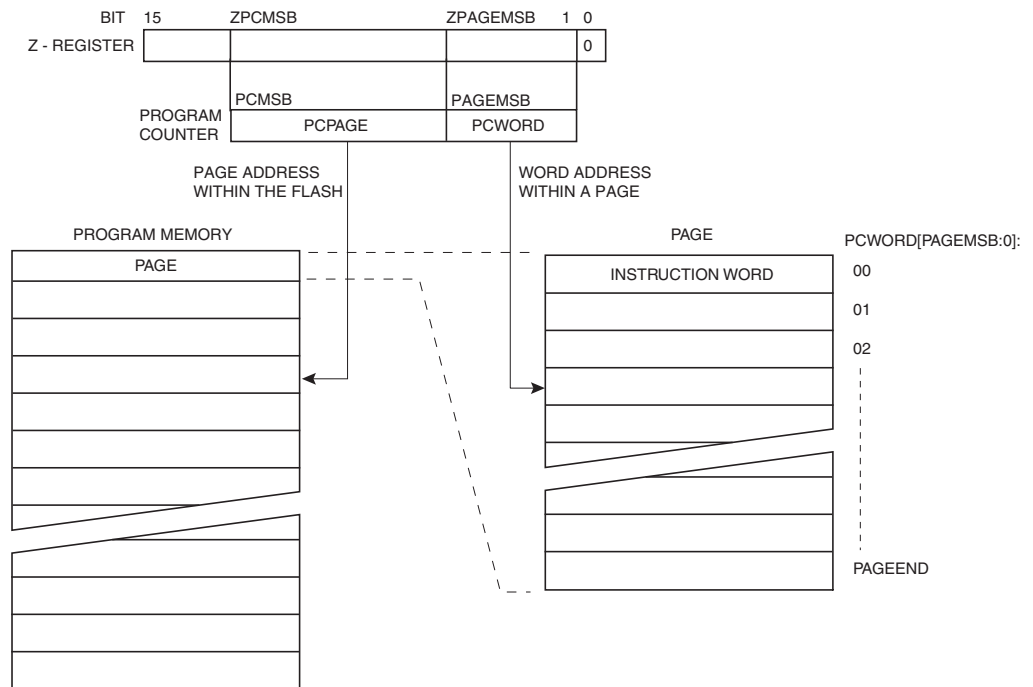 BIT 15 ZPCMSB ZPAGEMSB 1 0
Z - REGISTER 0
PCMSB PAGEMSB
PROGRAM
COUNTER
PCPAGE PCWORD
PAGE ADDRESS
WITHIN THE FLASH
WORD ADDRESS
WITHIN A PAGE
PROGRAM MEMORY
PAGE
PAGE
PCWORD[PAGEMSB:0]:
INSTRUCTION WORD
00
01
02
PAGEEND